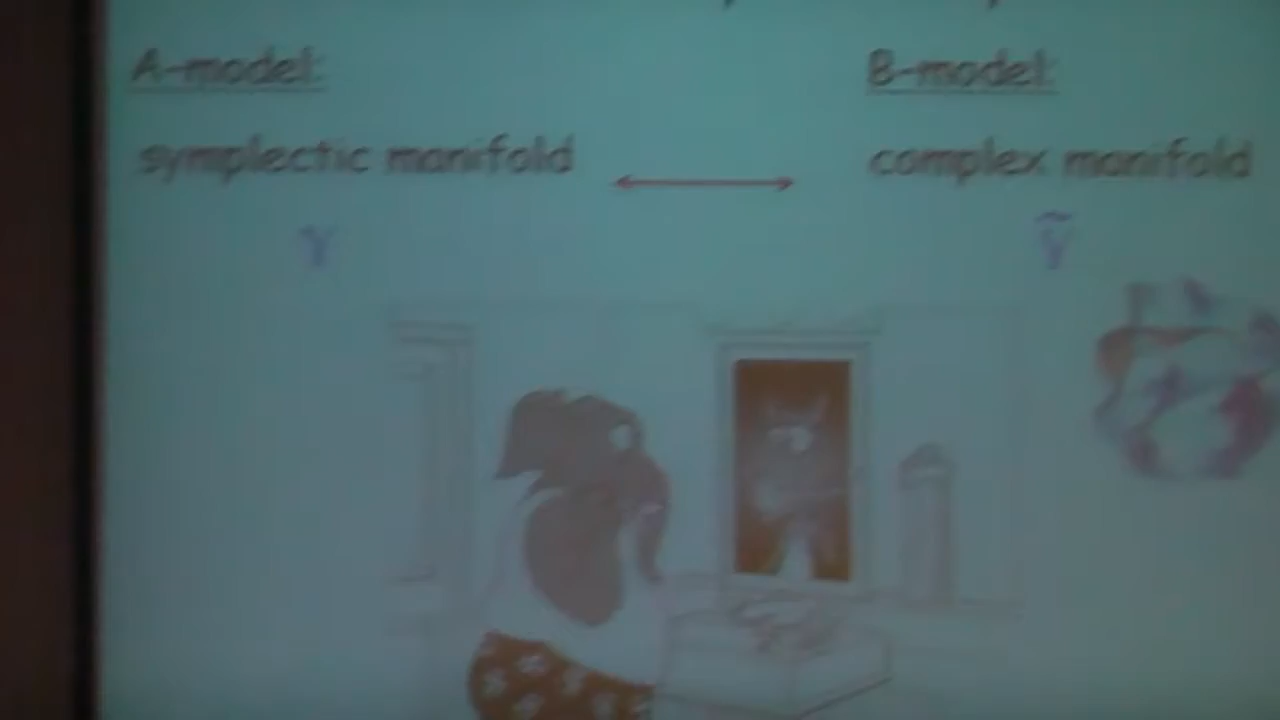 A-model:
B-model:
symplectic manifold
complex manifold
Y
Ỹ